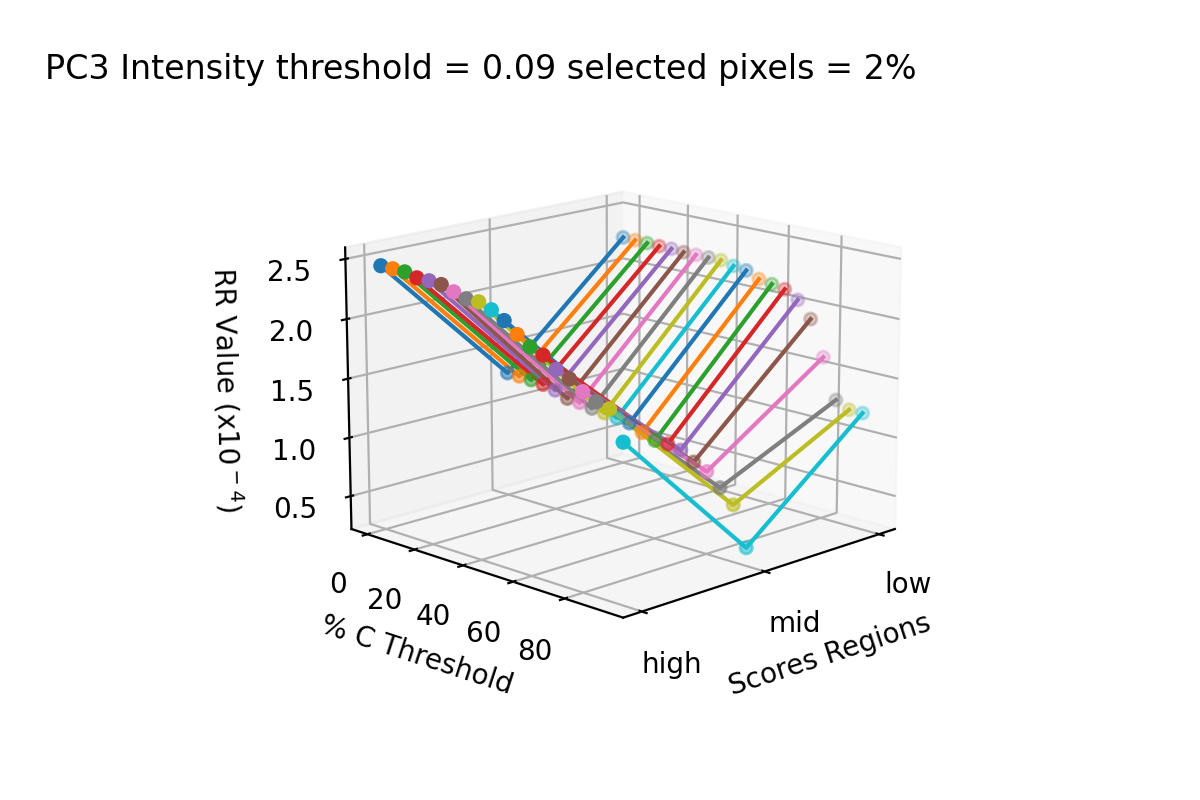 PC3 Intensity threshold = 0.09 selected pixels = 2%
RR Value (x10⁻⁴)
2.5
2.0
1.5
1.0
0.5
0
20
40
60
80
% C Threshold
high
mid
low
Scores Regions